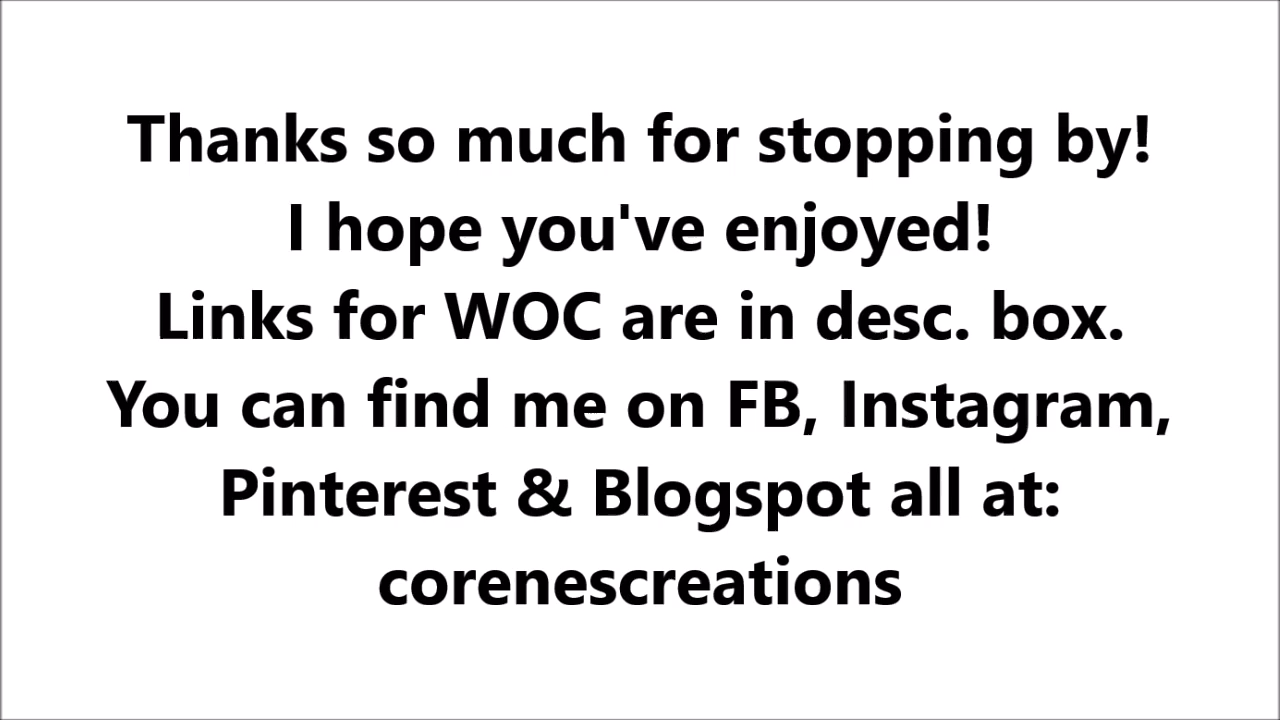 Thanks so much for stopping by!
I hope you've enjoyed!
Links for WOC are in desc. box.
You can find me on FB, Instagram,
Pinterest & Blogspot all at:
corenescreations